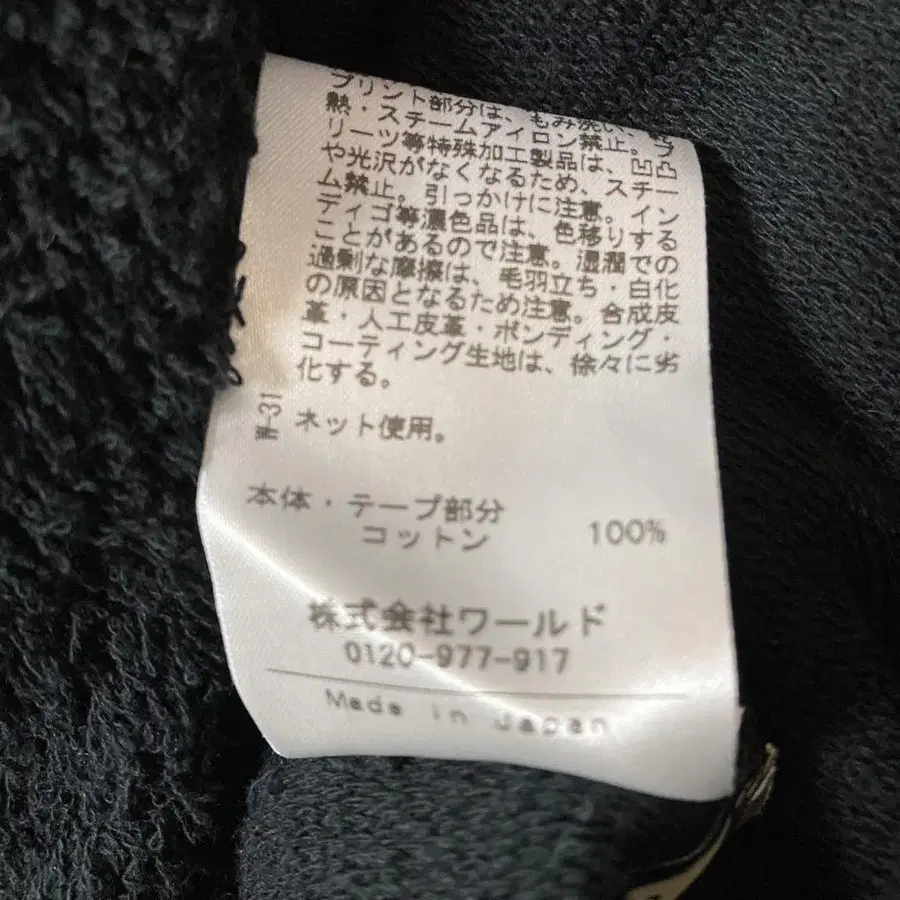 プリント部分は、もみ洗い、
熱・スチームアイロン禁止。プ
リーツ等特殊加工製品は、凹凸
や光沢がなくなるため、スチー
ム禁止。引っかけに注意。イン
ディゴ等濃色品は、色移りする
ことがあるので注意。湿潤での
過剰な摩擦は、毛羽立ち・白化
の原因となるため注意。合成皮
革・人工皮革・ボンディング・
コーティング生地は、徐々に劣
化する。
W-31
ネット使用。
本体・テープ部分
コットン 100%
株式会社ワールド
0120-977-917
Made in Japan